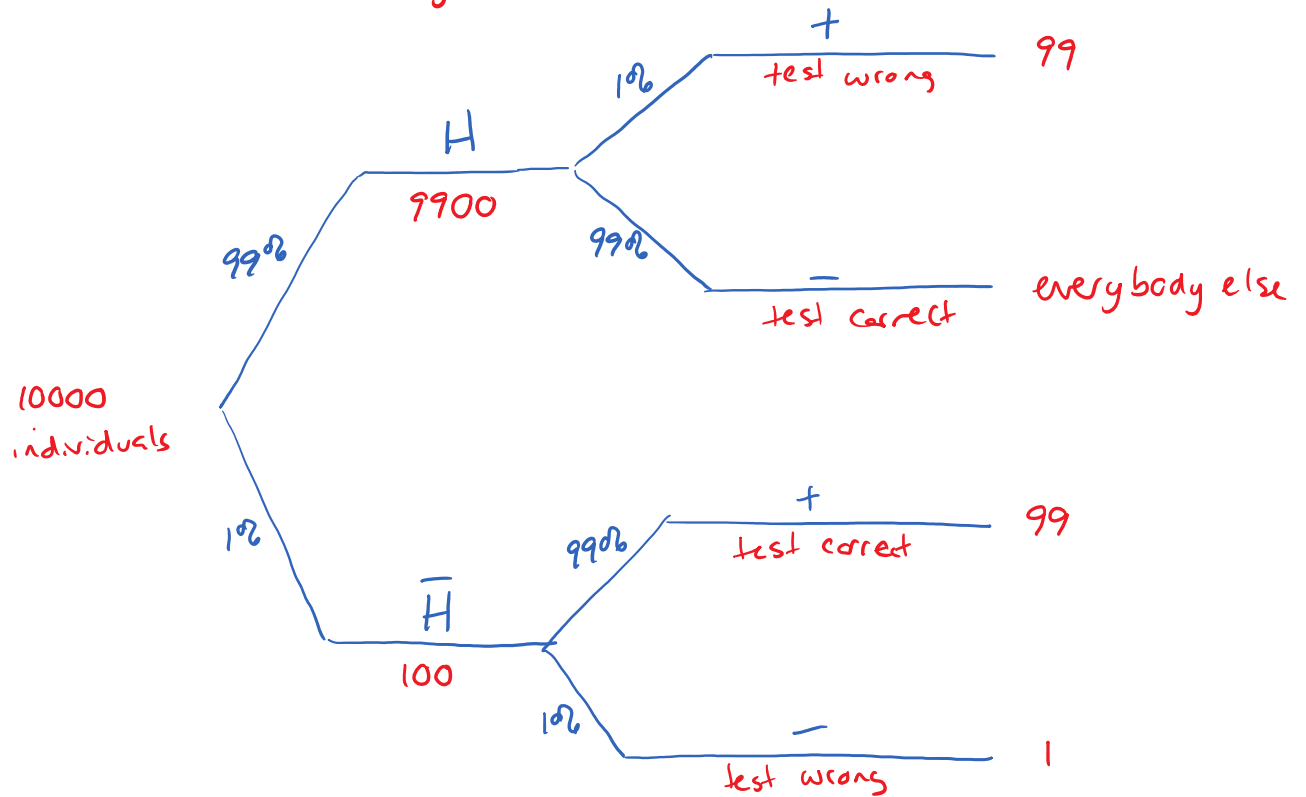 +
1%
test wrong
99
H
9900
99%
99%
−
test correct
everybody else
10000
individuals
1%
+
99%
test correct
99
H̅
100
1%
−
test wrong
1